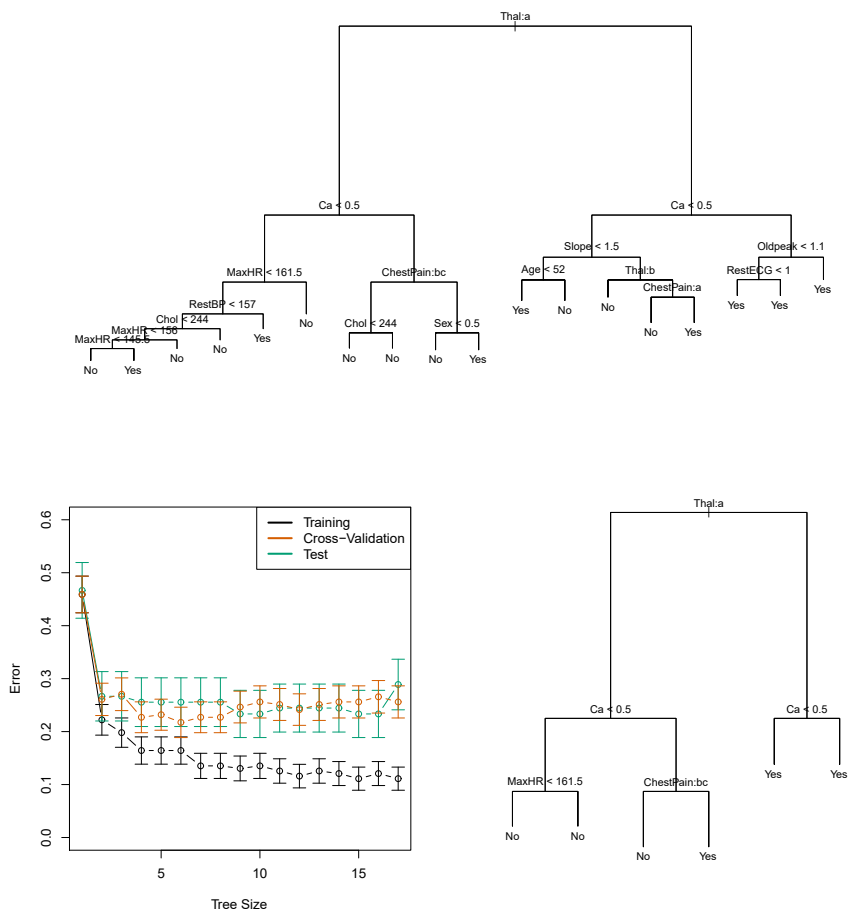 Thal:a
Ca < 0.5
Ca < 0.5
Slope < 1.5
Oldpeak < 1.1
MaxHR < 161.5
ChestPain:bc
Age < 52
Thal:b
RestECG < 1
Yes
ChestPain:a
RestBP < 157
Yes
No
No
Yes
Yes
Chol < 244
No
Chol < 244
Sex < 0.5
MaxHR < 156
No
Yes
MaxHR < 145.5
Yes
No
No
No
No
No
Yes
No
Yes
Thal:a
Training
Cross−Validation
Test
0.6
0.5
0.4
0.3
0.2
0.1
0.0
Error
5
10
15
Tree Size
Ca < 0.5
Ca < 0.5
Yes
Yes
MaxHR < 161.5
ChestPain:bc
No
No
No
Yes